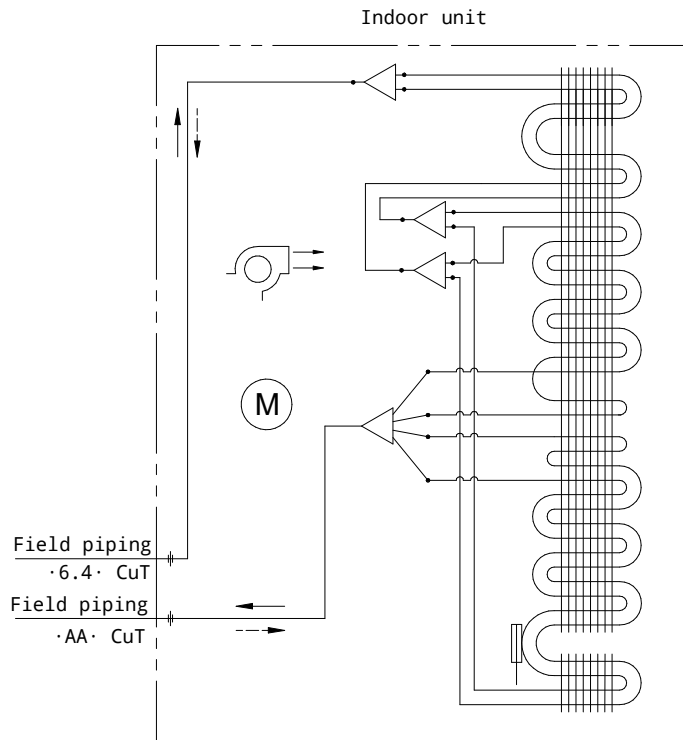 Indoor unit
M
Field piping
·6.4· CuT
Field piping
·AA· CuT